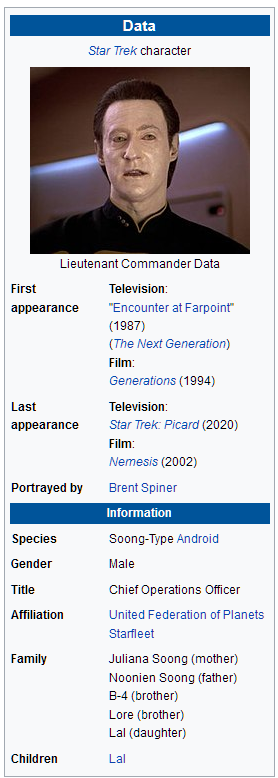 Data
Star Trek character
Lieutenant Commander Data
First appearance
Television:
"Encounter at Farpoint"
(1987)
(The Next Generation)
Film:
Generations (1994)
Last appearance
Television:
Star Trek: Picard (2020)
Film:
Nemesis (2002)
Portrayed by Brent Spiner
Information
Species Soong-Type Android
Gender Male
Title Chief Operations Officer
Affiliation United Federation of Planets
Starfleet
Family Juliana Soong (mother)
Noonien Soong (father)
B-4 (brother)
Lore (brother)
Lal (daughter)
Children Lal